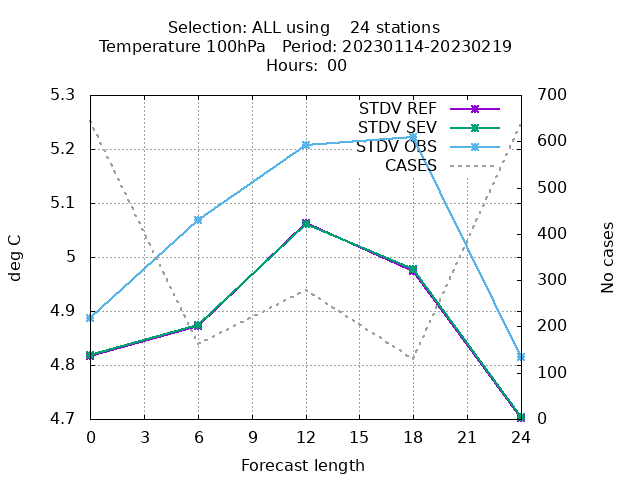 Selection: ALL using    24 stations
Temperature 100hPa   Period: 20230114-20230219
Hours:  00
5.3
5.2
5.1
5
4.9
4.8
4.7
deg C
STDV REF
STDV SEV
STDV OBS
CASES
700
600
500
400
300
200
100
0
No cases
0 3 6 9 12 15 18 21 24
Forecast length